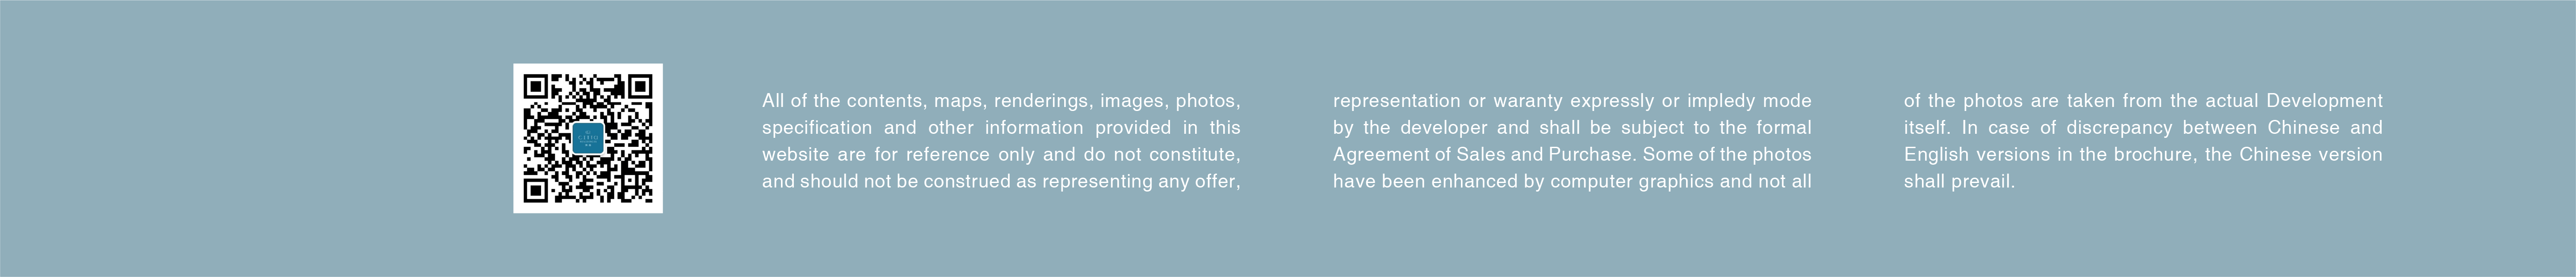 All of the contents, maps, renderings, images, photos,
specification and other information provided in this
website are for reference only and do not constitute,
and should not be construed as representing any offer,
representation or waranty expressly or impledy mode
by the developer and shall be subject to the formal
Agreement of Sales and Purchase. Some of the photos
have been enhanced by computer graphics and not all
of the photos are taken from the actual Development
itself. In case of discrepancy between Chinese and
English versions in the brochure, the Chinese version
shall prevail.